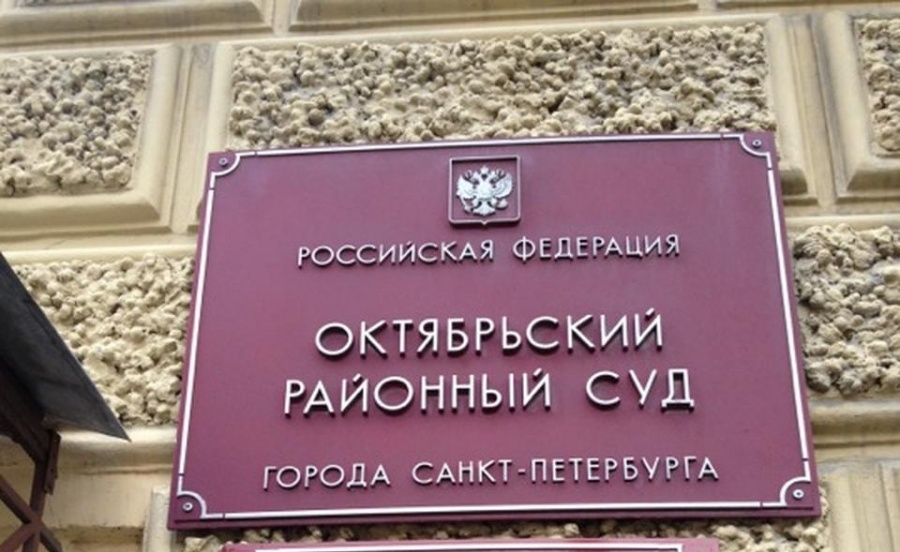 РОССИЙСКАЯ ФЕДЕРАЦИЯ
ОКТЯБРЬСКИЙ
РАЙОННЫЙ СУД
ГОРОДА САНКТ-ПЕТЕРБУРГА